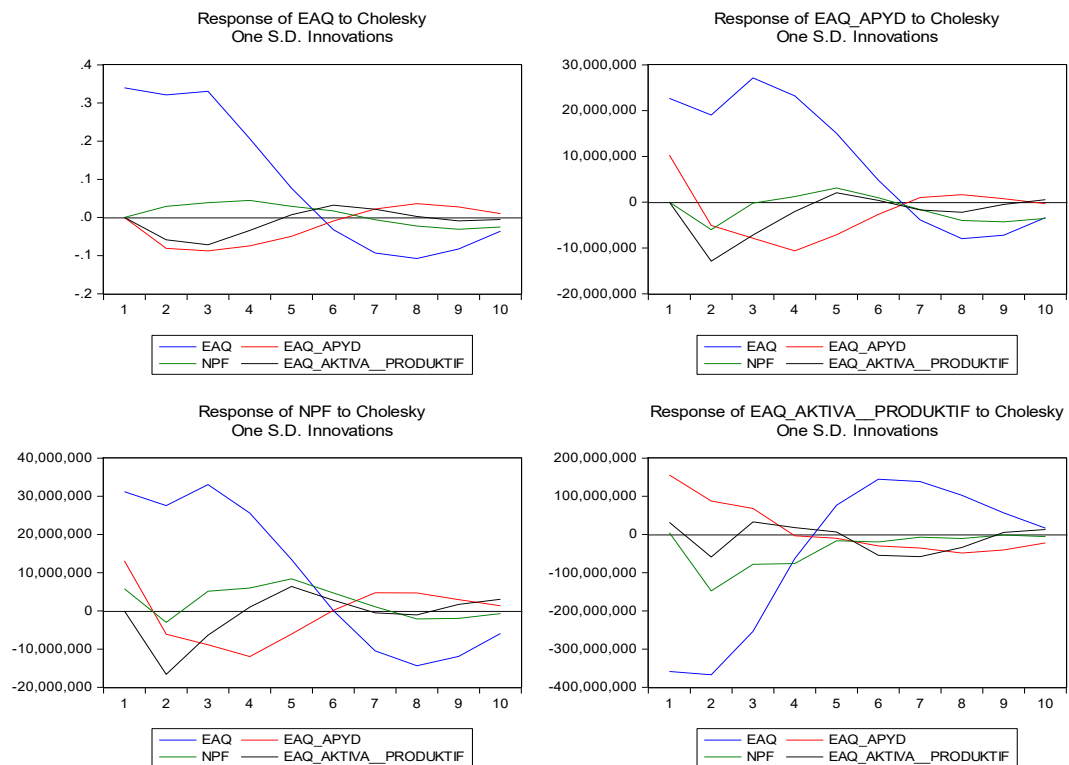 Response of EAQ to Cholesky
One S.D. Innovations
.4
.3
.2
.1
.0
-.1
-.2
1 2 3 4 5 6 7 8 9 10
EAQ EAQ_APYD
NPF EAQ_AKTIVA__PRODUKTIF
Response of EAQ_APYD to Cholesky
One S.D. Innovations
30,000,000
20,000,000
10,000,000
0
-10,000,000
-20,000,000
1 2 3 4 5 6 7 8 9 10
EAQ EAQ_APYD
NPF EAQ_AKTIVA__PRODUKTIF
Response of NPF to Cholesky
One S.D. Innovations
40,000,000
30,000,000
20,000,000
10,000,000
0
-10,000,000
-20,000,000
1 2 3 4 5 6 7 8 9 10
EAQ EAQ_APYD
NPF EAQ_AKTIVA__PRODUKTIF
Response of EAQ_AKTIVA__PRODUKTIF to Cholesky
One S.D. Innovations
200,000,000
100,000,000
0
-100,000,000
-200,000,000
-300,000,000
-400,000,000
1 2 3 4 5 6 7 8 9 10
EAQ EAQ_APYD
NPF EAQ_AKTIVA__PRODUKTIF